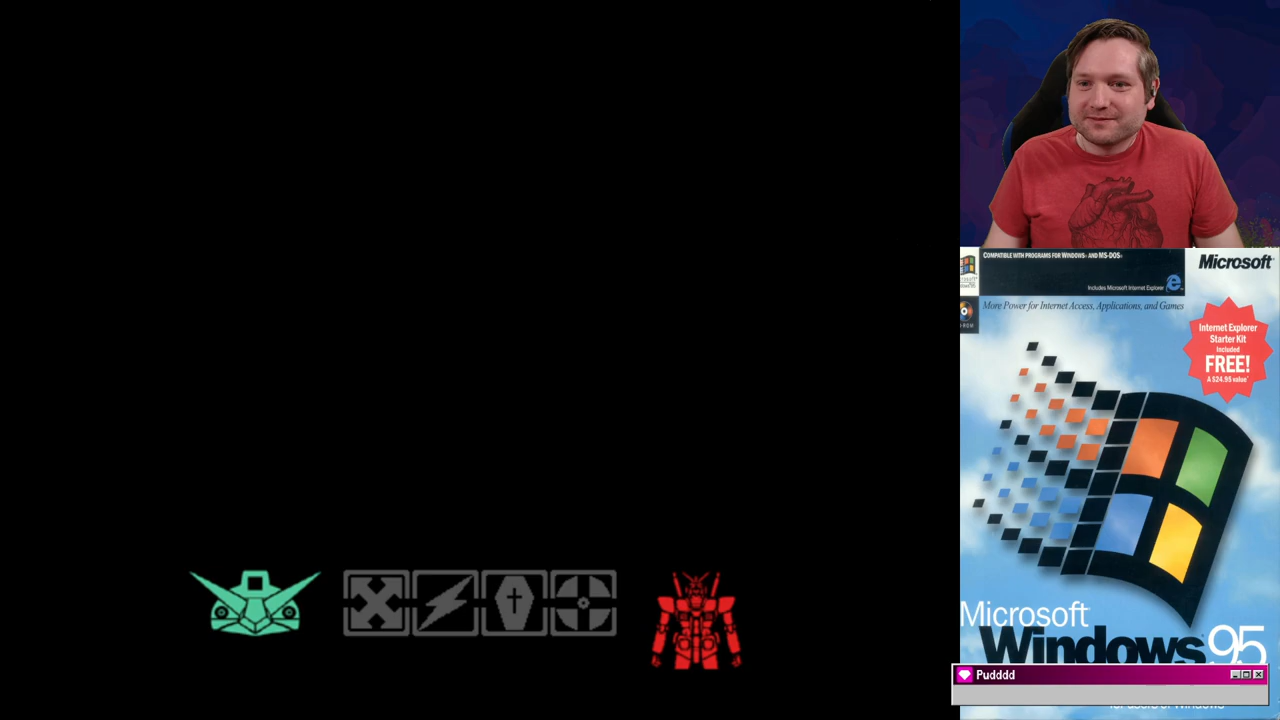 COMPATIBLE WITH PROGRAMS FOR WINDOWS® AND MS-DOS®
Microsoft
Includes Microsoft Internet Explorer
More Power for Internet Access, Applications, and Games
Internet Explorer
Starter Kit
Included
FREE!
A $24.95 value*
Microsoft
Windows 95
Pudddd